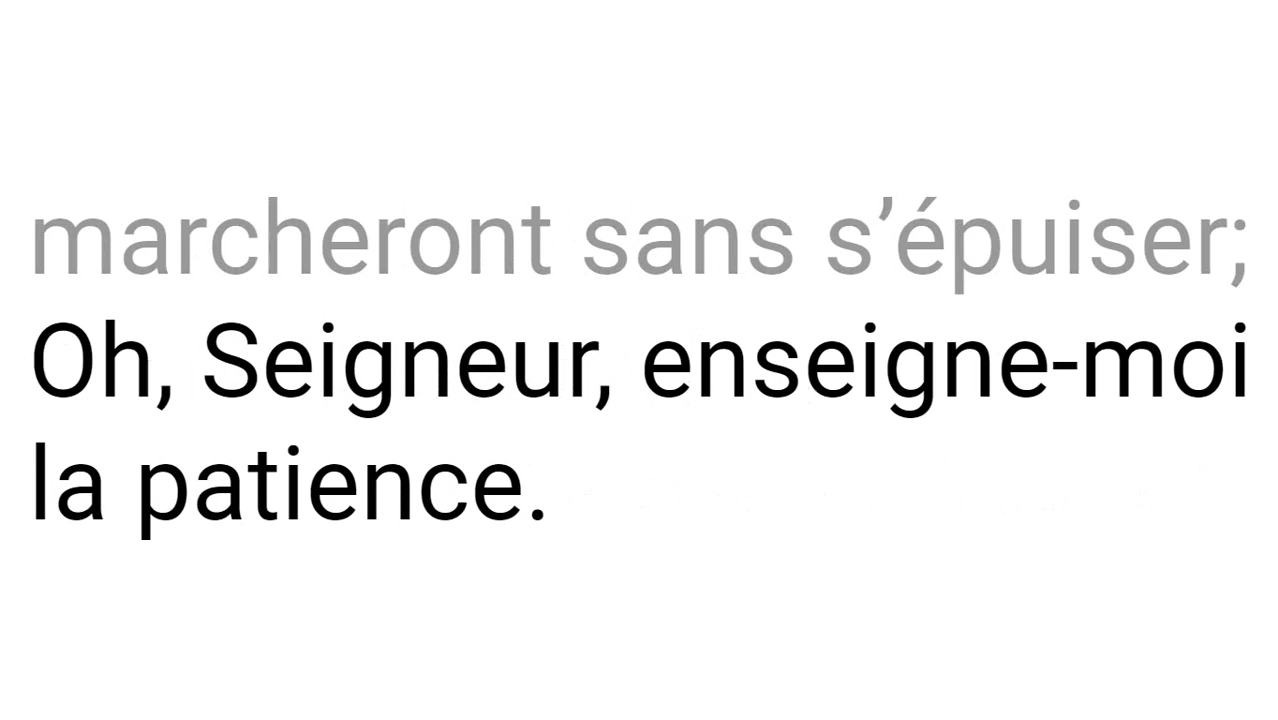 marcheront sans s’épuiser;
Oh, Seigneur, enseigne-moi
la patience.